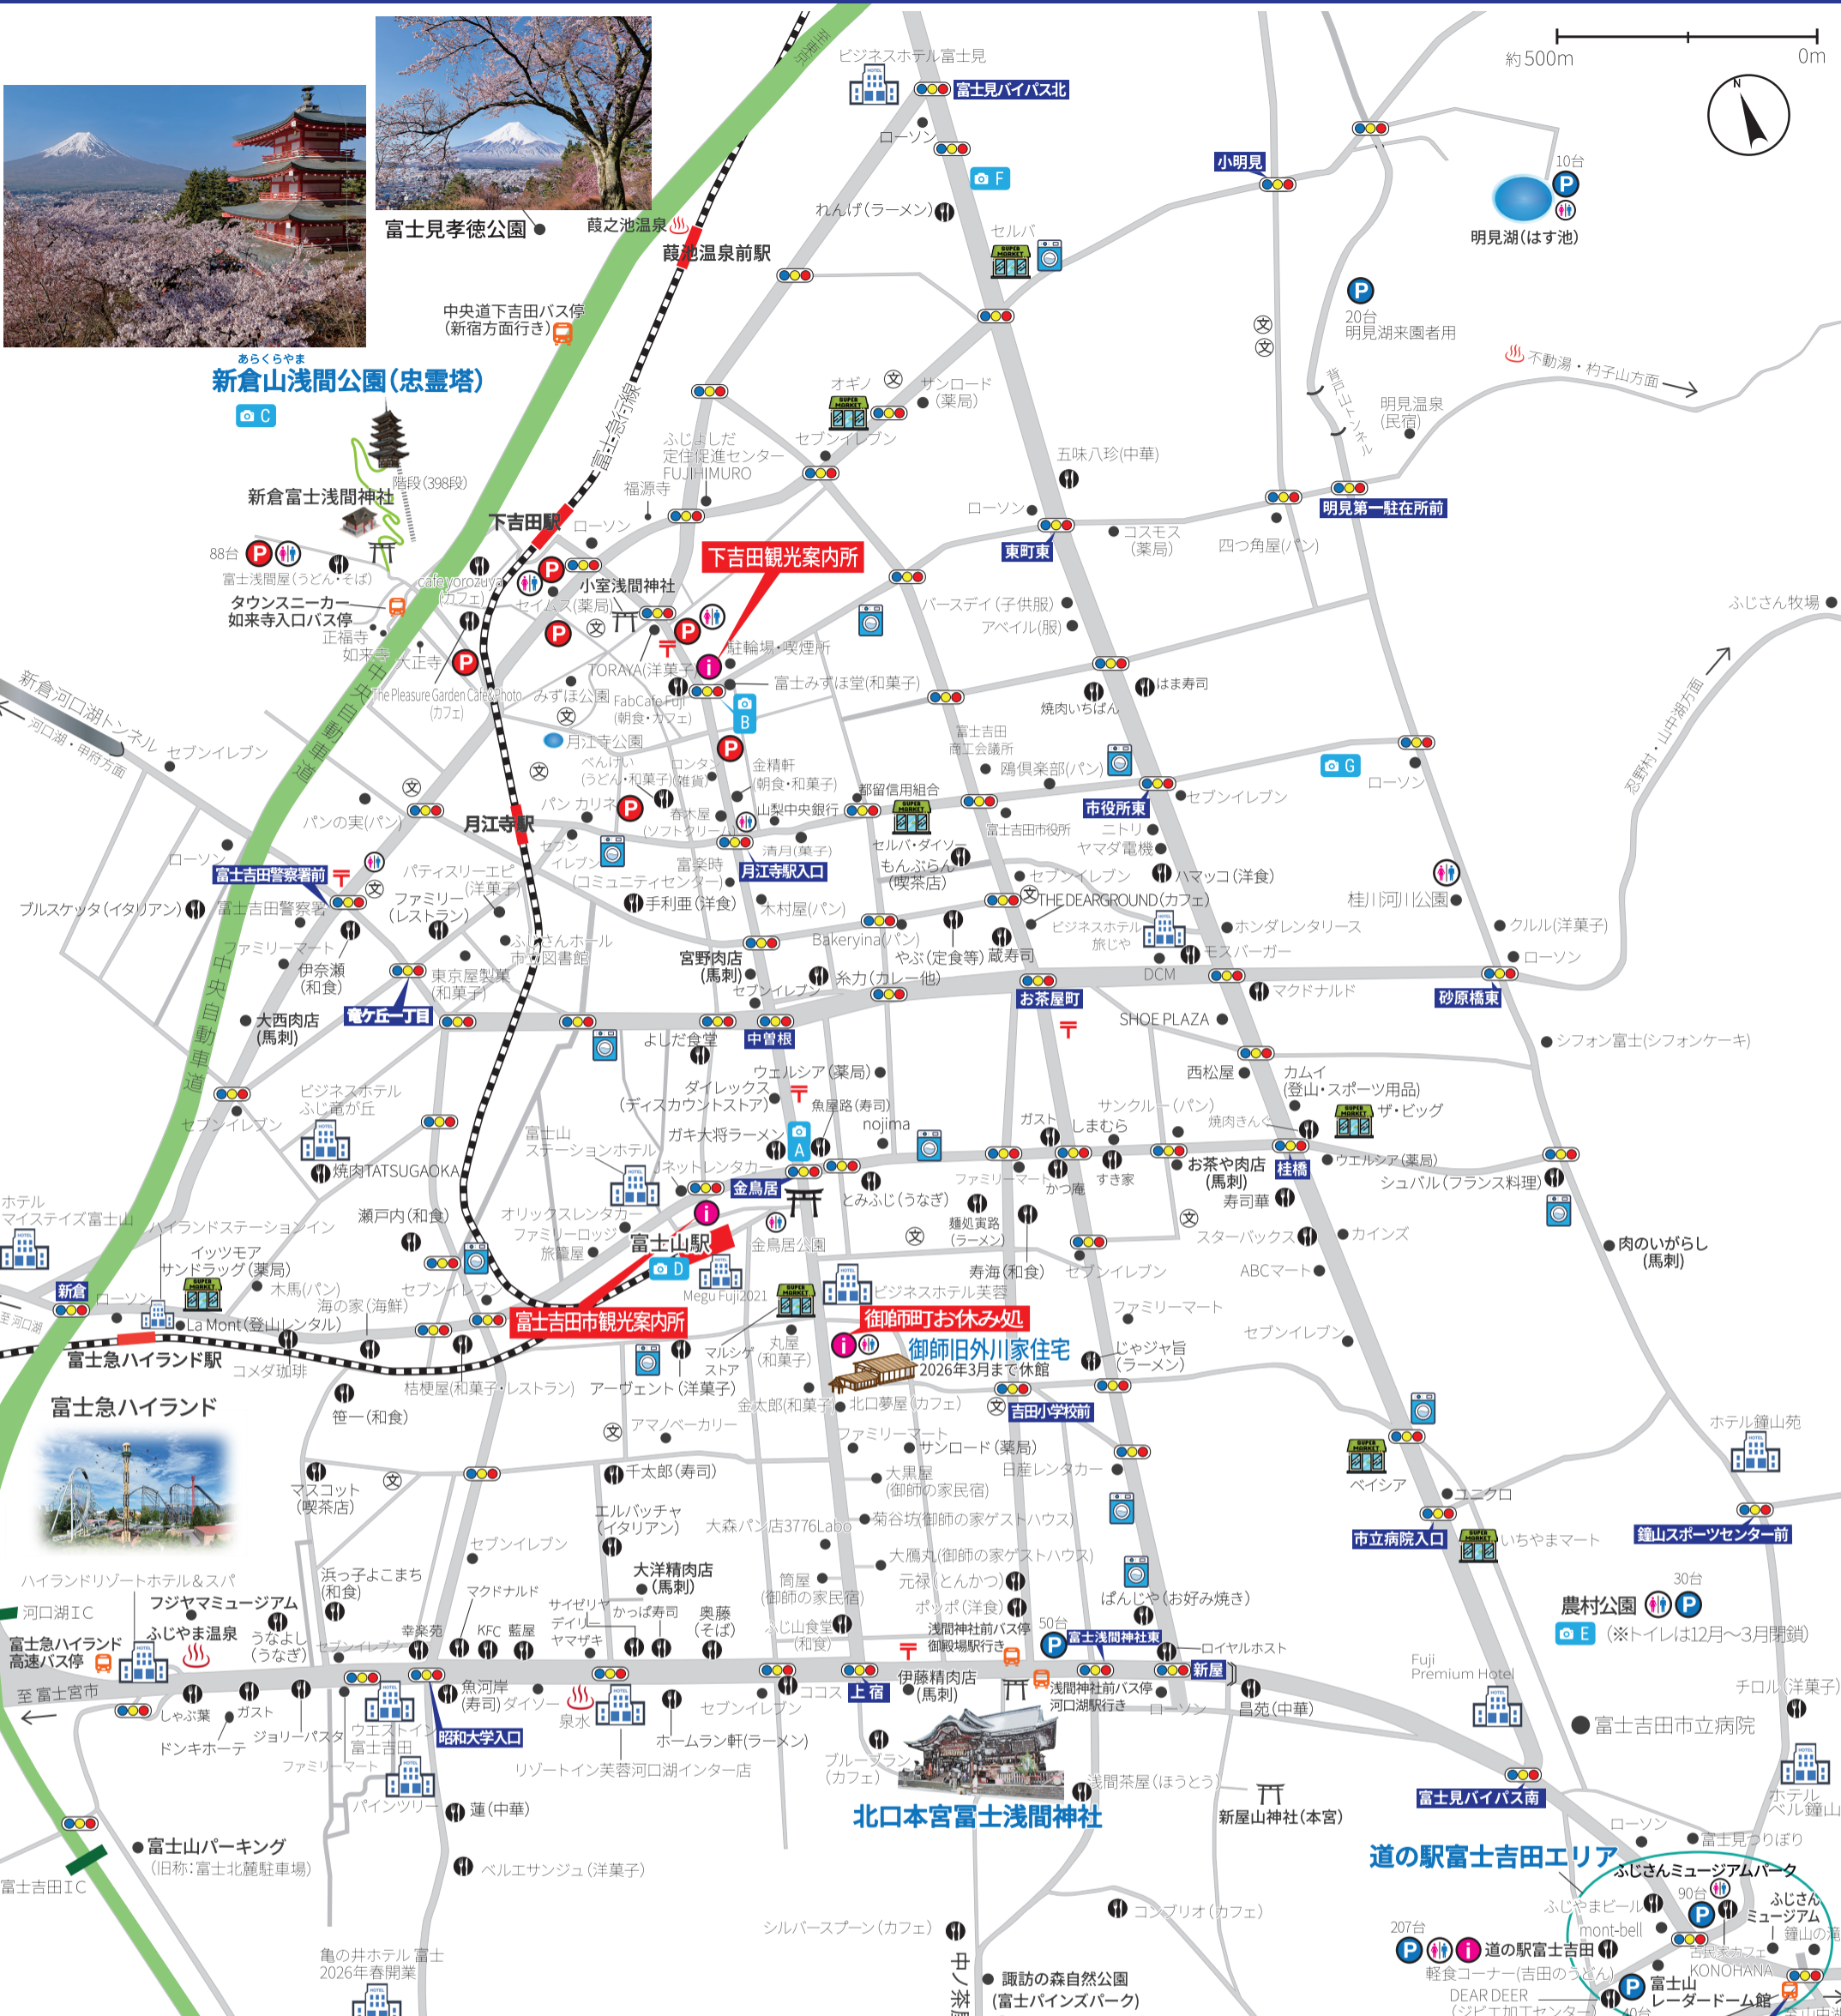 約500m
0m
N
至東京
ビジネスホテル富士見
富士見バイパス北
ローソン
F
れんげ(ラーメン)
セルバ
小明見
10台
P
明見湖(はす池)
P
20台
明見湖来園者用
不動湯・杓子山方面
背戸山トンネル
明見温泉
(民宿)
富士見孝徳公園
葭之池温泉
葭池温泉前駅
中央道下吉田バス停
(新宿方面行き)
あらくらやま
新倉山浅間公園(忠霊塔)
C
富士急行線
オギノ
文
サンロード
(薬局)
セブンイレブン
ふじよしだ
定住促進センター
FUJIHIMURO
福源寺
階段(398段)
新倉富士浅間神社
88台
P
富士浅間屋(うどん・そば)
タウンスニーカー
如来寺入口バス停
正福寺
如来寺
大正寺
下吉田駅
ローソン
cafe yorozuya
(カフェ)
セイムス(薬局)
小室浅間神社
下吉田観光案内所
五味八珍(中華)
ローソン
東町東
コスモス
(薬局)
四つ角屋(パン)
明見第一駐在所前
バースデイ(子供服)
アベイル(服)
ふじさん牧場
駐輪場・喫煙所
TORAYA(洋菓子)
富士みずほ堂(和菓子)
The Pleasure Garden Cafe&Photo
(カフェ)
みずほ公園
FabCafe Fuji
(朝食・カフェ)
B
焼肉いちばん
はま寿司
新倉河口湖トンネル
河口湖・甲府方面
セブンイレブン
中央自動車道
月江寺公園
べんけい
(うどん・和菓子)
コンタン
(雑貨)
金精軒
(朝食・和菓子)
富士吉田
商工会議所
鴎倶楽部(パン)
市役所東
セブンイレブン
G
ローソン
忍野村・山中湖方面
パンの実(パン)
月江寺駅
パン カリネ
春木屋
(ソフトクリーム)
山梨中央銀行
都留信用組合
セルバ・ダイソー
富士吉田市役所
ニトリ
ヤマダ電機
ローソン
富士吉田警察署前
パティスリーエピ
(洋菓子)
セブン
イレブン
富楽時
(コミュニティセンター)
清月(菓子)
月江寺駅入口
もんぶらん
(喫茶店)
セブンイレブン
ハマッコ(洋食)
THE DEARGROUND(カフェ)
桂川河川公園
ブルスケッタ(イタリアン)
富士吉田警察署
ファミリー
(レストラン)
手利亜(洋食)
木村屋(パン)
Bakeryina(パン)
やぶ(定食等)
蔵寿司
ビジネスホテル
旅じや
ホンダレンタリース
モスバーガー
クルル(洋菓子)
ローソン
ファミリーマート
伊奈瀬
(和食)
東京屋製菓
(和菓子)
ふじさんホール
市立図書館
宮野肉店
(馬刺)
セブンイレブン
糸力(カレー他)
DCM
マクドナルド
お茶屋町
砂原橋東
竜ケ丘一丁目
大西肉店
(馬刺)
よしだ食堂
中曽根
SHOE PLAZA
シフォン富士(シフォンケーキ)
ビジネスホテル
ふじ竜が丘
セブンイレブン
ウェルシア(薬局)
ダイレックス
(ディスカウントストア)
魚屋路(寿司)
nojima
西松屋
カムイ
(登山・スポーツ用品)
ザ・ビッグ
サンクルー(パン)
ガスト
しまむら
焼肉きんぐ
富士山
ステーションホテル
ガキ大将ラーメン
A
焼肉TATSUGAOKA
Jネットレンタカー
金鳥居
とみふじ(うなぎ)
ファミリーマート
かつ庵
すき家
お茶や肉店
(馬刺)
桂橋
ウエルシア(薬局)
シュバル(フランス料理)
寿司華
ホテル
マイステイズ富士山
ハイランドステーションイン
瀬戸内(和食)
オリックスレンタカー
ファミリーロッジ
旅籠屋
富士山駅
D
金鳥居公園
麺処寅路
(ラーメン)
スターバックス
カインズ
肉のいがらし
(馬刺)
イッツモア
サンドラッグ(薬局)
木馬(パン)
セブンイレブン
Megu Fuji2021
寿海(和食)
セブンイレブン
ABCマート
新倉
ローソン
至 河口湖
La Mont(登山レンタル)
海の家(海鮮)
富士吉田市観光案内所
ビジネスホテル芙蓉
御師町お休み処
ファミリーマート
セブンイレブン
富士急ハイランド駅
コメダ珈琲
桔梗屋(和菓子・レストラン)
アーヴェント(洋菓子)
マルシゲ
ストア
丸屋
(和菓子)
御師旧外川家住宅
2026年3月まで休館
じゃジャ旨
(ラーメン)
富士急ハイランド
笹一(和食)
アマノベーカリー
金太郎(和菓子)
北口夢屋(カフェ)
吉田小学校前
ファミリーマート
サンロード(薬局)
日産レンタカー
ホテル鐘山苑
マスコット
(喫茶店)
千太郎(寿司)
大黒屋
(御師の家民宿)
ベイシア
ユニクロ
エルバッチャ
(イタリアン)
大森パン店3776Labo
菊谷坊(御師の家ゲストハウス)
市立病院入口
いちやまマート
鐘山スポーツセンター前
セブンイレブン
大鴈丸(御師の家ゲストハウス)
ハイランドリゾートホテル&スパ
浜っ子よこまち
(和食)
大洋精肉店
(馬刺)
筒屋
(御師の家民宿)
元禄(とんかつ)
ポッポ(洋食)
ぱんじゃ(お好み焼き)
30台
農村公園
P
E
(※トイレは12月~3月閉鎖)
河口湖IC
フジヤマミュージアム
ふじやま温泉
うなよし
(うなぎ)
富士急ハイランド
高速バス停
マクドナルド
サイゼリヤ
デイリー
ヤマザキ
かっぱ寿司
奥藤
(そば)
ふじ山食堂
(和食)
浅間神社前バス停
御殿場駅行き
50台
富士浅間神社東
ロイヤルホスト
セブンイレブン
幸楽苑
KFC
藍屋
新屋
至 富士宮市
しゃぶ葉
ガスト
ドンキホーテ
ジョリーパスタ
ファミリーマート
ウエストイン
富士吉田
魚河岸
(寿司)
ダイソー
泉水
昭和大学入口
セブンイレブン
ココス
上宿
伊藤精肉店
(馬刺)
浅間神社前バス停
河口湖駅行き
ローソン
昌苑(中華)
Fuji
Premium Hotel
チロル(洋菓子)
富士吉田市立病院
リゾートイン芙蓉河口湖インター店
ホームラン軒(ラーメン)
ブルーブラン
(カフェ)
パインツリー
蓮(中華)
北口本宮冨士浅間神社
浅間茶屋(ほうとう)
新屋山神社(本宮)
富士見バイパス南
ホテル
ベル鐘山
富士山パーキング
(旧称:富士北麓駐車場)
富士吉田IC
ベルエサンジュ(洋菓子)
ローソン
富士見つりぼり
道の駅富士吉田エリア
ふじさんミュージアムパーク
90台
ふじやまビール
ふじさん
ミュージアム
mont-bell
鐘山の滝
シルバースプーン(カフェ)
コンブリオ(カフェ)
207台
P
i
道の駅富士吉田
軽食コーナー(吉田のうどん)
古民家カフェ
KONOHANA
亀の井ホテル 富士
2026年春開業
諏訪の森自然公園
(富士パインズパーク)
DEAR DEER
(ジビエ加工センター)
富士山
レーダードーム館
40台